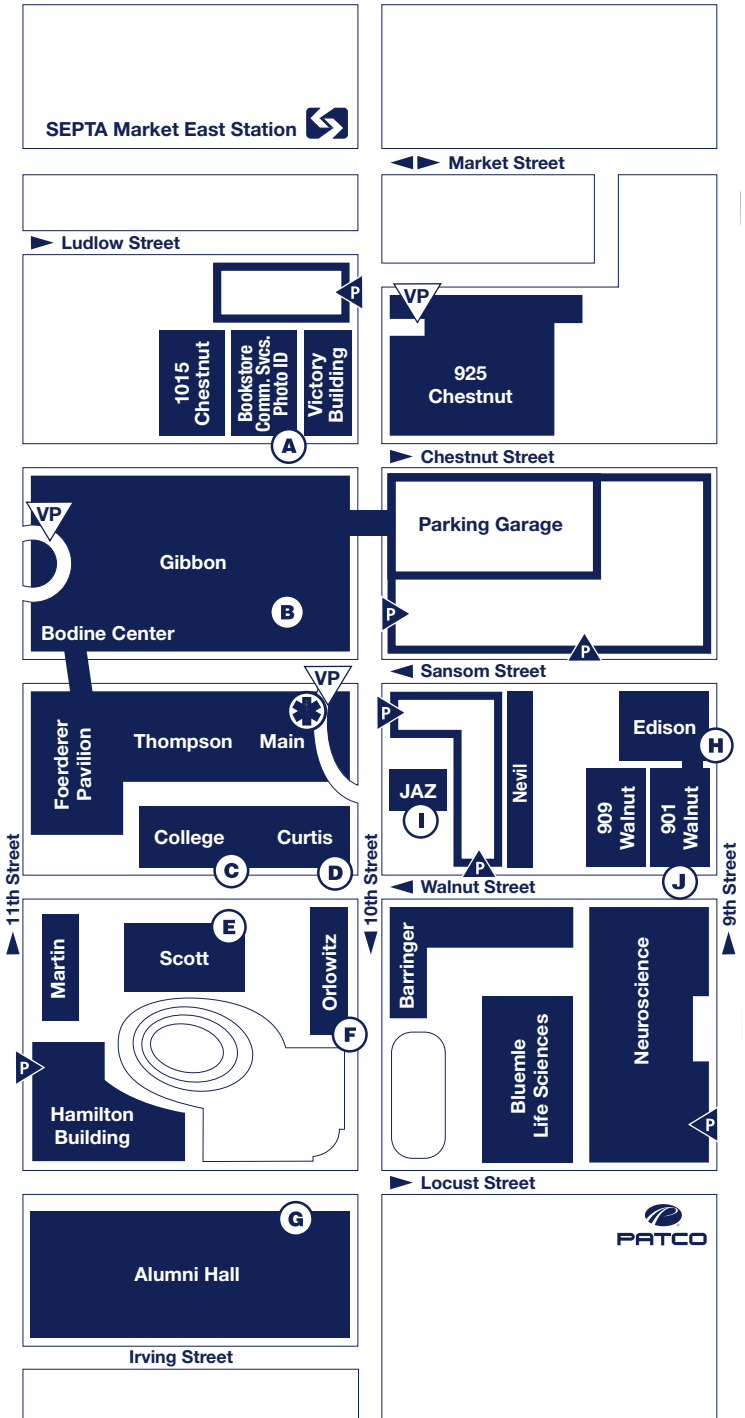 SEPTA Market East Station
Market Street
Ludlow Street
P
VP
1015
Chestnut
Bookstore
Comm. Svcs.
Photo ID
Victory
Building
925
Chestnut
A
Chestnut Street
VP
Gibbon
Parking Garage
B
P
Bodine Center
P
Sansom Street
VP
Foerderer
Pavilion
Thompson
Main
P
Nevil
Edison
H
JAZ
I
909
Walnut
901
Walnut
College
Curtis
C
D
P
J
11th Street
10th Street
Walnut Street
9th Street
Martin
E
Scott
Orlowitz
F
Barringer
Neuroscience
Bluemle
Life Sciences
P
Hamilton
Building
P
Locust Street
G
PATCO
Alumni Hall
Irving Street